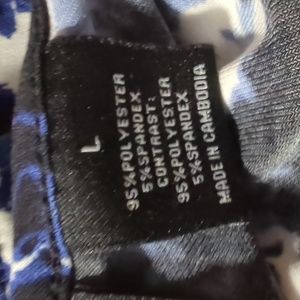 L
95%POLYESTER
5%SPANDEX
CONTRAST:
95%POLYESTER
5%SPANDEX
MADE IN CAMBODIA